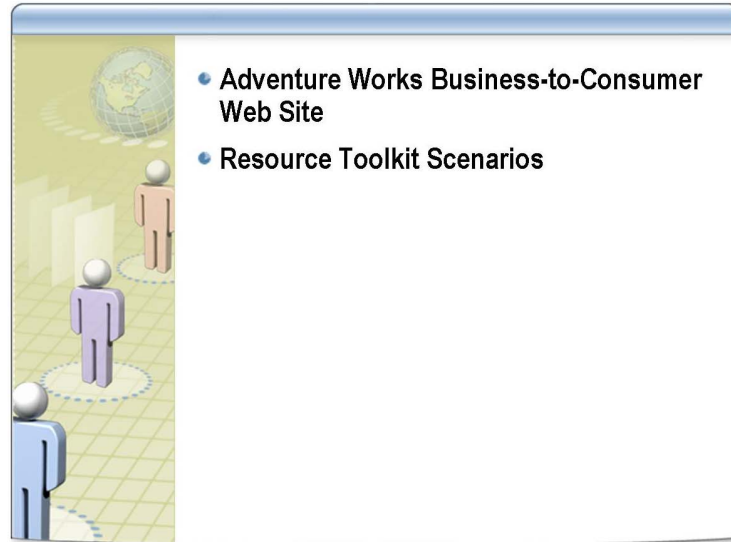 Adventure Works Business-to-Consumer
Web Site
Resource Toolkit Scenarios